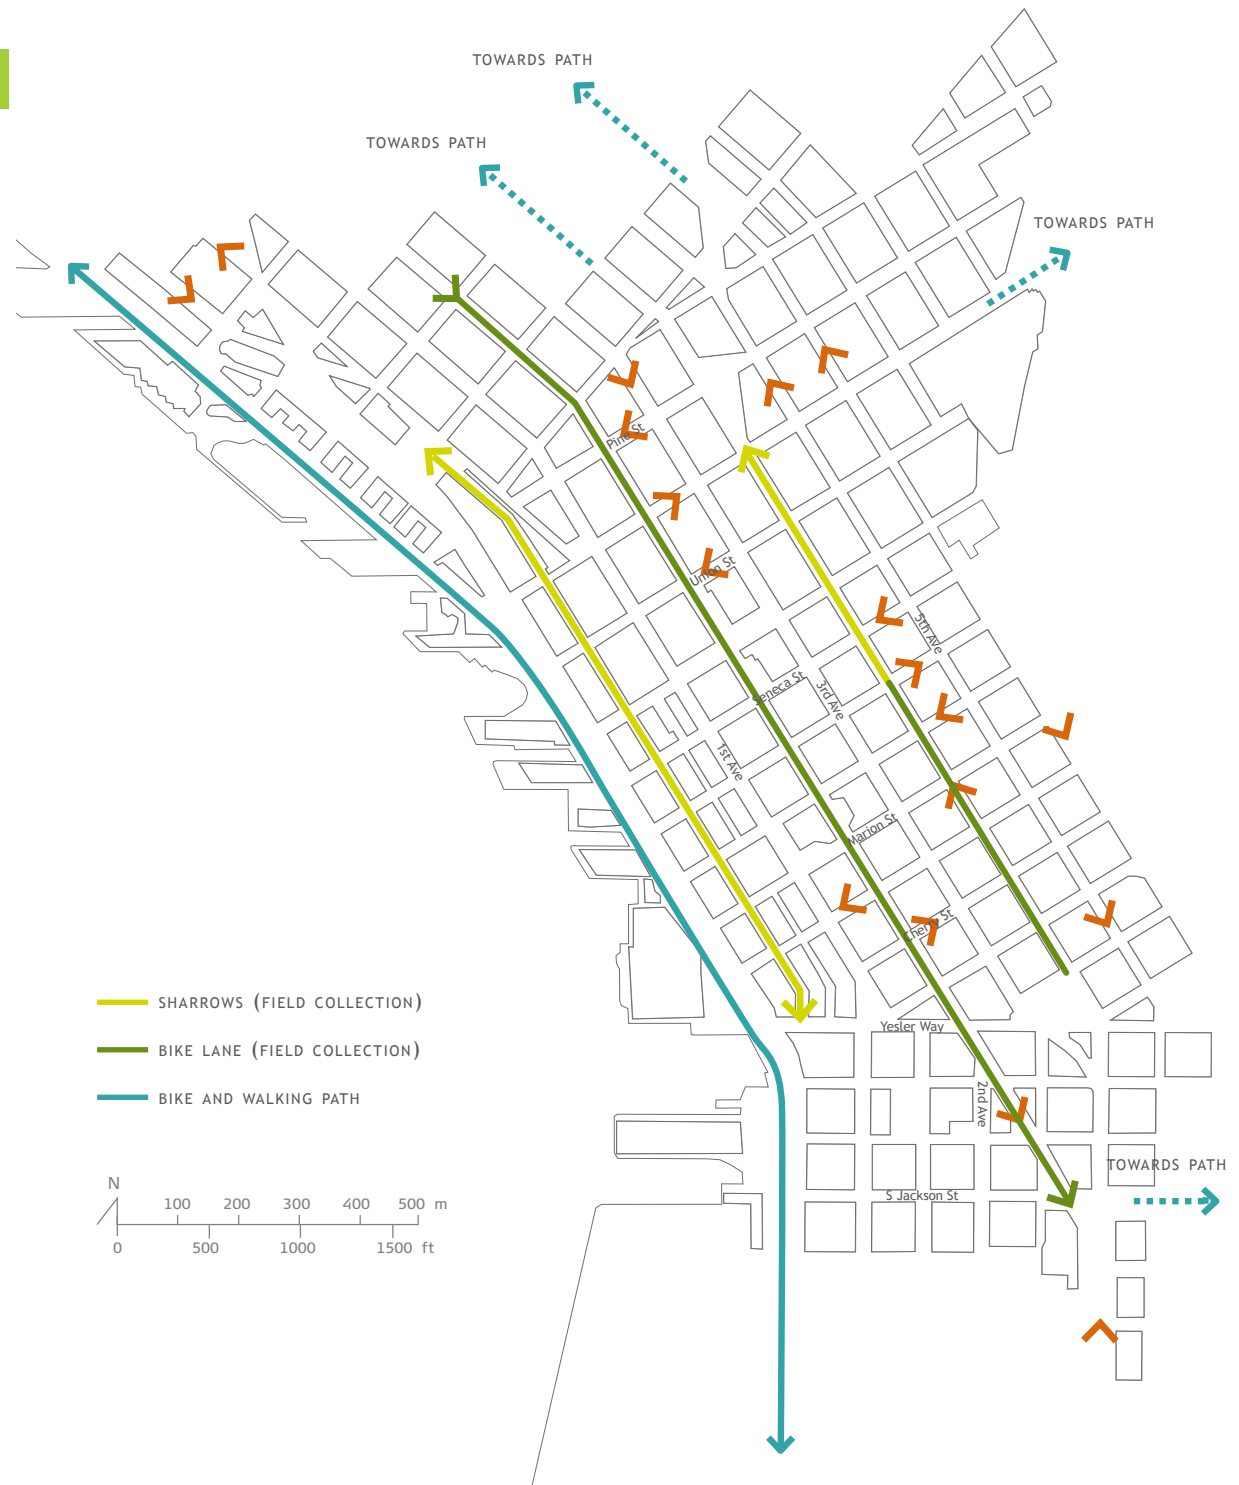 TOWARDS PATH
TOWARDS PATH
TOWARDS PATH
Pine St
Union St
5th Ave
Seneca St
3rd Ave
1st Ave
Marion St
Cherry St
SHARROWS (FIELD COLLECTION)
Yesler Way
BIKE LANE (FIELD COLLECTION)
2nd Ave
BIKE AND WALKING PATH
TOWARDS PATH
N
S Jackson St
100 200 300 400 500 m
0 500 1000 1500 ft